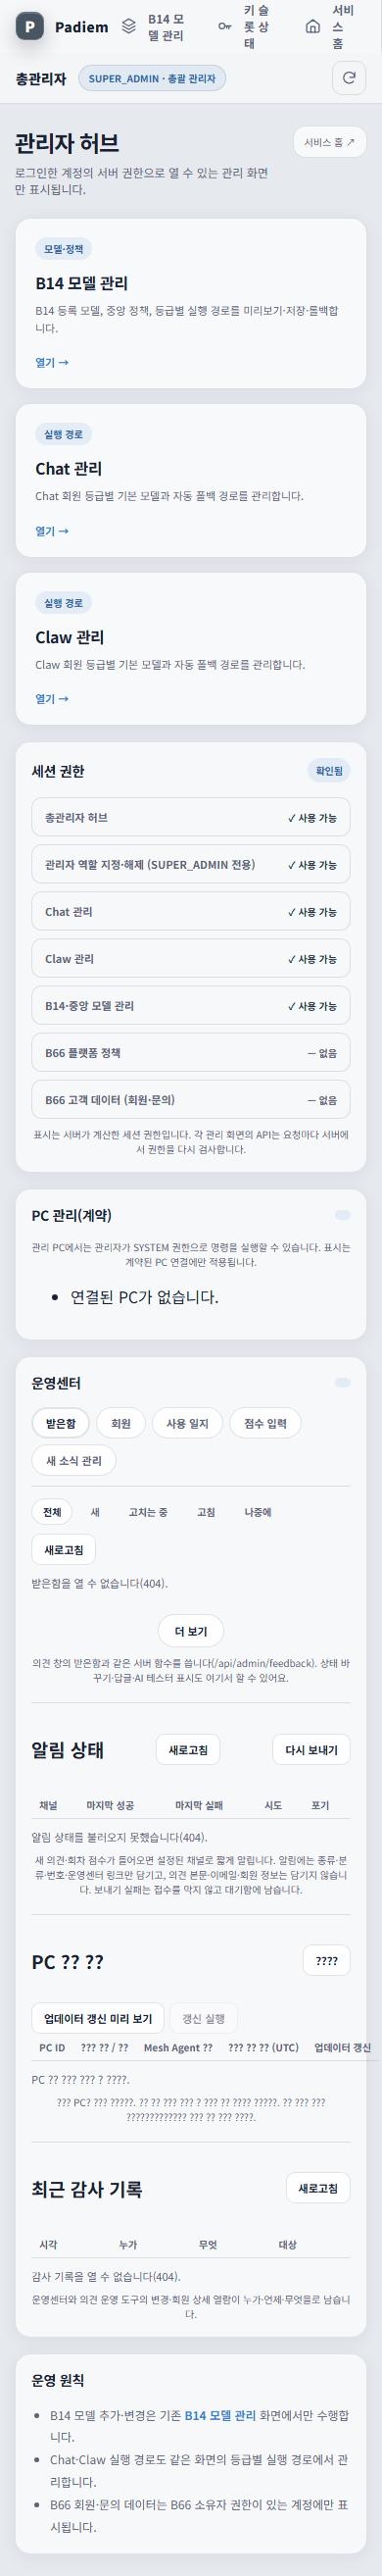 P Padiem B14 모델 관리 키 슬롯 상태 서비스 홈
총관리자 SUPER_ADMIN · 총괄 관리자
관리자 허브
서비스 홈 ↗
로그인한 계정의 서버 권한으로 열 수 있는 관리 화면
만 표시됩니다.
모델·정책
B14 모델 관리
B14 등록 모델, 중앙 정책, 등급별 실행 경로를 미리보기·저장·롤백합
니다.
열기 →
실행 경로
Chat 관리
Chat 회원 등급별 기본 모델과 자동 폴백 경로를 관리합니다.
열기 →
실행 경로
Claw 관리
Claw 회원 등급별 기본 모델과 자동 폴백 경로를 관리합니다.
열기 →
세션 권한 확인됨
총관리자 허브 ✓ 사용 가능
관리자 역할 지정·해제 (SUPER_ADMIN 전용) ✓ 사용 가능
Chat 관리 ✓ 사용 가능
Claw 관리 ✓ 사용 가능
B14·중앙 모델 관리 ✓ 사용 가능
B66 플랫폼 정책 — 없음
B66 고객 데이터 (회원·문의) — 없음
표시는 서버가 계산한 세션 권한입니다. 각 관리 화면의 API는 요청마다 서버에
서 권한을 다시 검사합니다.
PC 관리(계약)
관리 PC에서는 관리자가 SYSTEM 권한으로 명령을 실행할 수 있습니다. 표시는
계약된 PC 연결에만 적용됩니다.
• 연결된 PC가 없습니다.
운영센터
받은함 회원 사용 일지 점수 입력
새 소식 관리
전체 새 고치는 중 고침 나중에
새로고침
받은함을 열 수 없습니다(404).
더 보기
의견 창의 받은함과 같은 서버 함수를 씁니다(/api/admin/feedback). 상태 바
꾸기·답글·AI 테스터 표시도 여기서 할 수 있어요.
알림 상태 새로고침 다시 보내기
채널 마지막 성공 마지막 실패 시도 포기
알림 상태를 불러오지 못했습니다(404).
새 의견·회차 점수가 들어오면 설정된 채널로 짧게 알립니다. 알림에는 종류·분
류·번호·운영센터 링크만 담기고, 의견 본문·이메일·회원 정보는 담기지 않습니
다. 보내기 실패는 접수를 막지 않고 대기함에 남습니다.
PC ?? ?? ????
업데이터 갱신 미리 보기 갱신 실행
PC ID ??? ?? / ?? Mesh Agent ?? ??? ?? ?? (UTC) 업데이터 갱신
PC ?? ??? ??? ? ????.
??? PC? ??? ?????. ?? ?? ??? ??? ? ??? ?? ???? ?????. ?? ??? ???
????????????? ??? ?? ??? ????.
최근 감사 기록 새로고침
시각 누가 무엇 대상
감사 기록을 열 수 없습니다(404).
운영센터와 의견 운영 도구의 변경·회원 상세 열람이 누가·언제·무엇을로 남습니
다.
운영 원칙
• B14 모델 추가·변경은 기존 B14 모델 관리 화면에서만 수행합
니다.
• Chat·Claw 실행 경로도 같은 화면의 등급별 실행 경로에서 관
리합니다.
• B66 회원·문의 데이터는 B66 소유자 권한이 있는 계정에만 표
시됩니다.